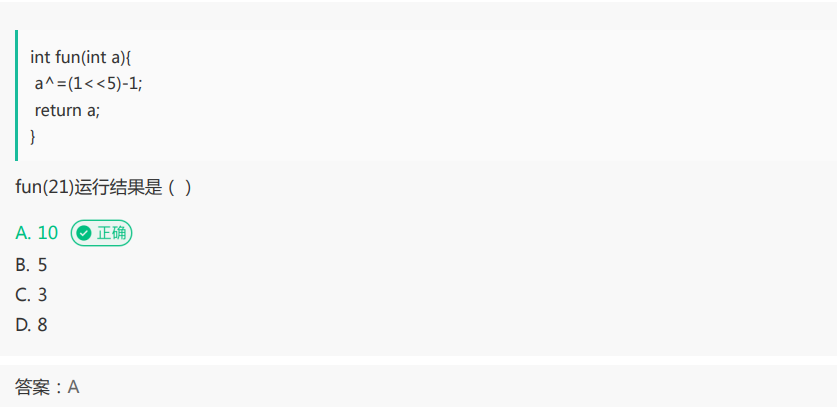 int fun(int a){
a^=(1<<5)-1;
return a;
}
fun(21)运行结果是 ( )
A. 10 正确
B. 5
C. 3
D. 8
答案：A